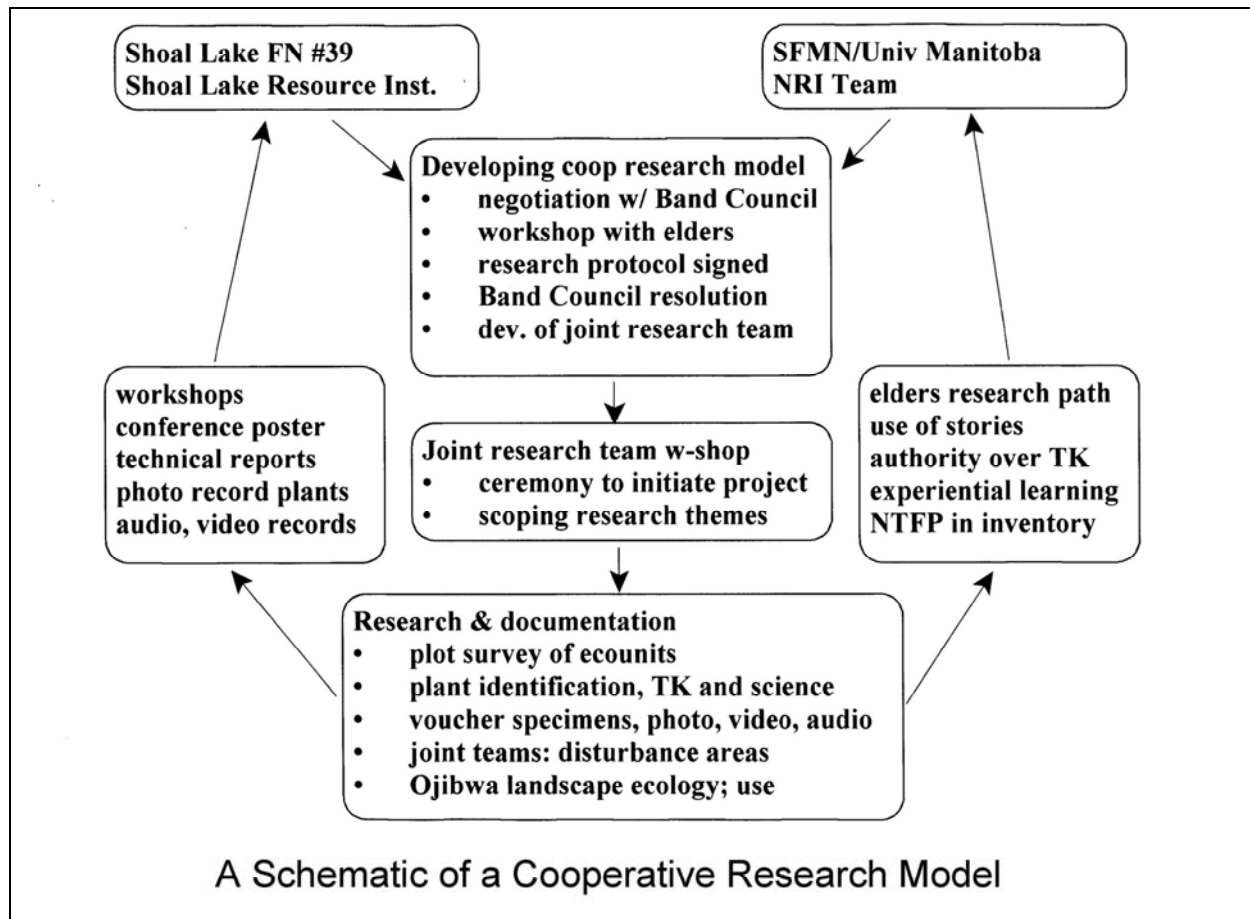 Shoal Lake FN #39
Shoal Lake Resource Inst.
SFMN/Univ Manitoba
NRI Team
Developing coop research model
• negotiation w/ Band Council
• workshop with elders
• research protocol signed
• Band Council resolution
• dev. of joint research team
workshops
conference poster
technical reports
photo record plants
audio, video records
Joint research team w-shop
• ceremony to initiate project
• scoping research themes
elders research path
use of stories
authority over TK
experiential learning
NTFP in inventory
Research & documentation
• plot survey of ecounits
• plant identification, TK and science
• voucher specimens, photo, video, audio
• joint teams: disturbance areas
• Ojibwa landscape ecology; use
A Schematic of a Cooperative Research Model